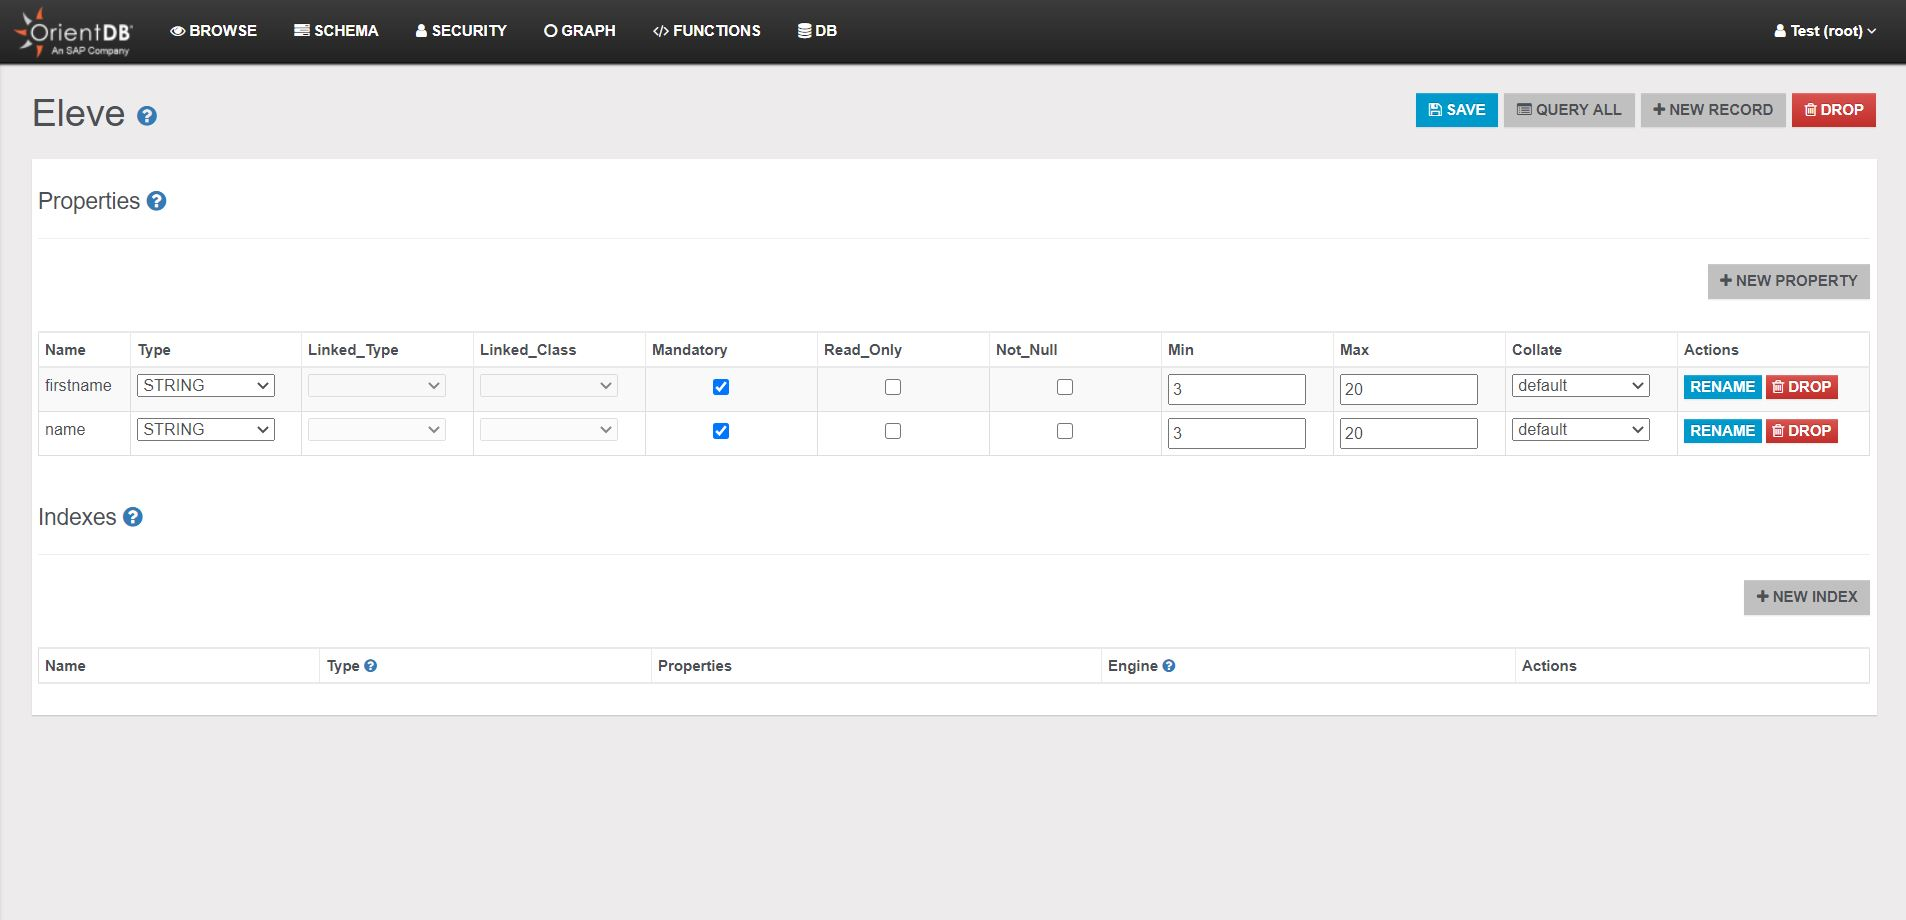 OrientDB BROWSE SCHEMA SECURITY GRAPH FUNCTIONS DB Test (root)
An SAP Company
Eleve ? SAVE QUERY ALL + NEW RECORD DROP
Properties ?
+ NEW PROPERTY
Name Type Linked_Type Linked_Class Mandatory Read_Only Not_Null Min Max Collate Actions
firstname STRING 3 20 default RENAME DROP
name STRING 3 20 default RENAME DROP
Indexes ?
+ NEW INDEX
Name Type ? Properties Engine ? Actions